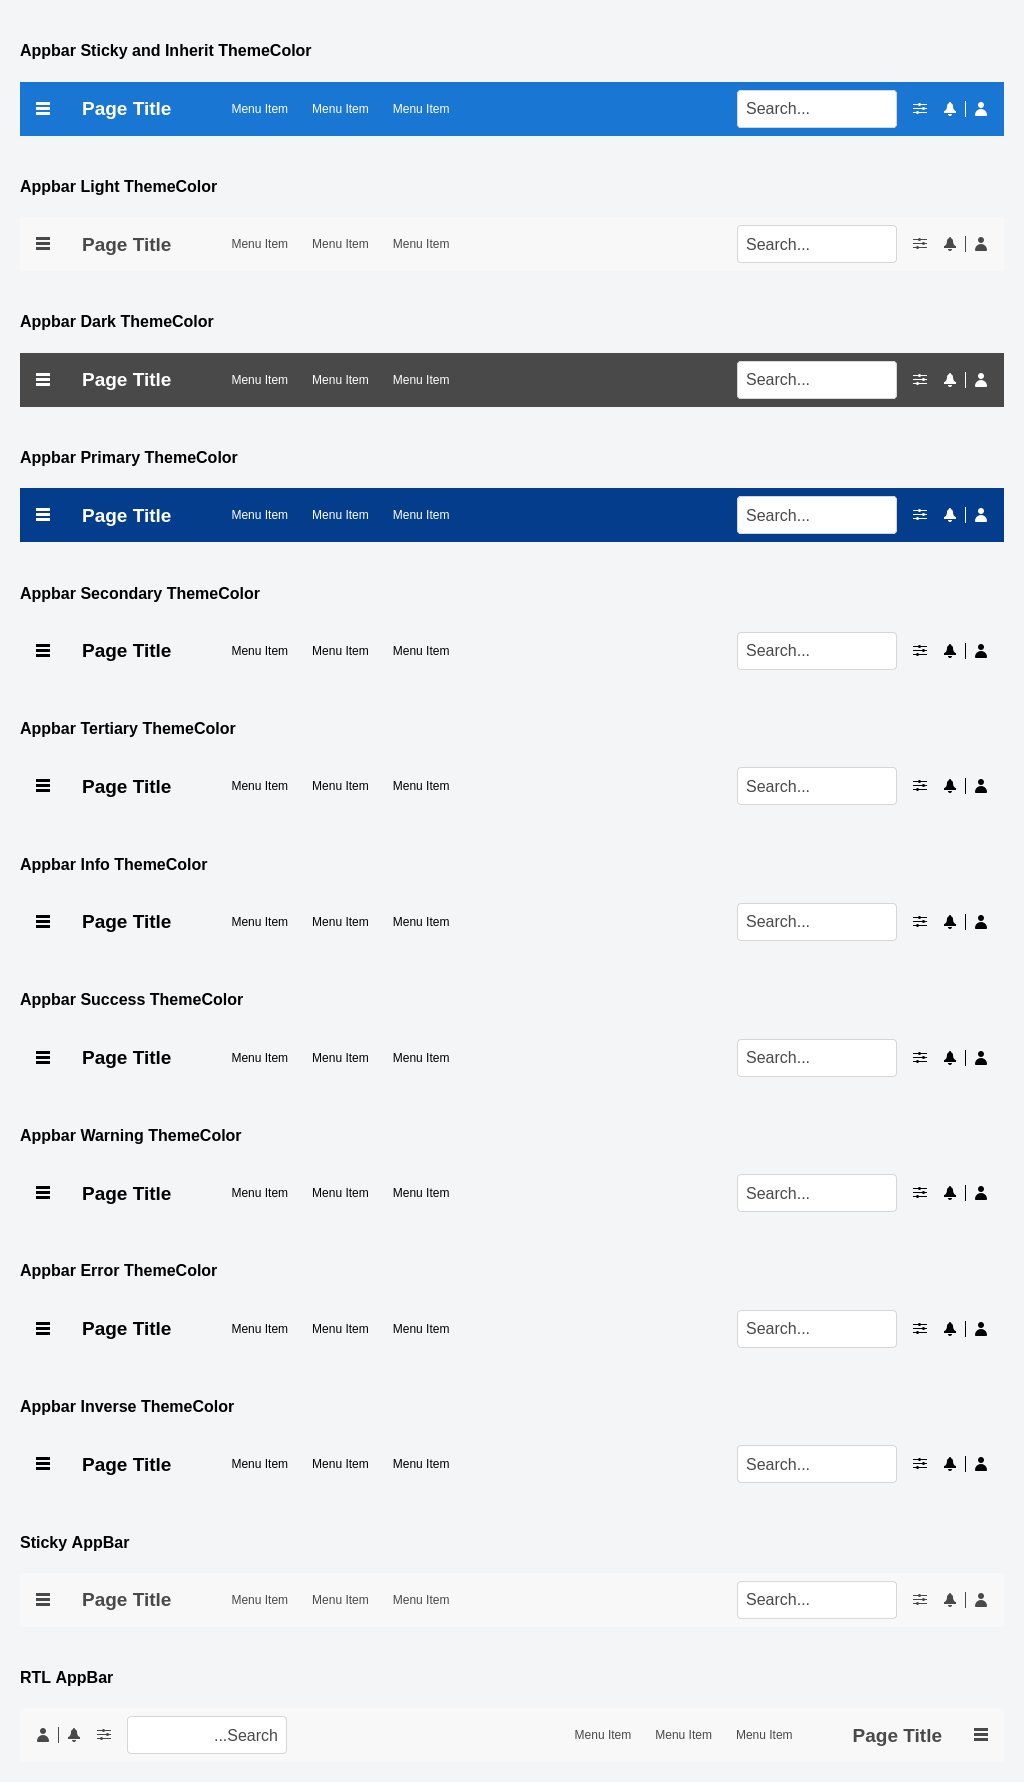 Appbar Sticky and Inherit ThemeColor
Page Title Menu Item Menu Item Menu Item Search...
Appbar Light ThemeColor
Page Title Menu Item Menu Item Menu Item Search...
Appbar Dark ThemeColor
Page Title Menu Item Menu Item Menu Item Search...
Appbar Primary ThemeColor
Page Title Menu Item Menu Item Menu Item Search...
Appbar Secondary ThemeColor
Page Title Menu Item Menu Item Menu Item Search...
Appbar Tertiary ThemeColor
Page Title Menu Item Menu Item Menu Item Search...
Appbar Info ThemeColor
Page Title Menu Item Menu Item Menu Item Search...
Appbar Success ThemeColor
Page Title Menu Item Menu Item Menu Item Search...
Appbar Warning ThemeColor
Page Title Menu Item Menu Item Menu Item Search...
Appbar Error ThemeColor
Page Title Menu Item Menu Item Menu Item Search...
Appbar Inverse ThemeColor
Page Title Menu Item Menu Item Menu Item Search...
Sticky AppBar
Page Title Menu Item Menu Item Menu Item Search...
RTL AppBar
...Search Menu Item Menu Item Menu Item Page Title